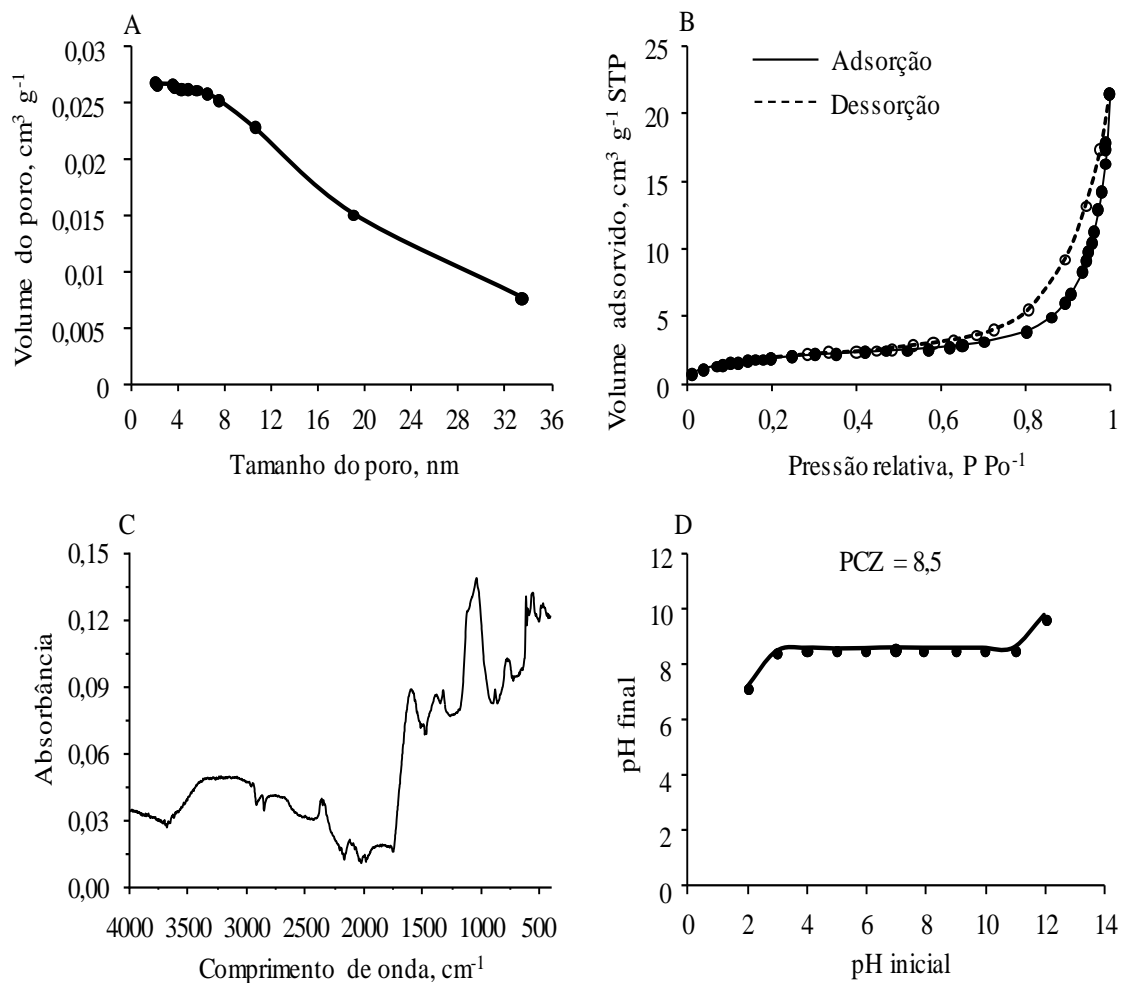 A
Volume do poro, cm³ g⁻¹
0,03
0,025
0,02
0,015
0,01
0,005
0
0 4 8 12 16 20 24 28 32 36
Tamanho do poro, nm
B
Volume adsorvido, cm³ g⁻¹ STP
25
20
15
10
5
0
Adsorção
Dessorção
0 0,2 0,4 0,6 0,8 1
Pressão relativa, P Po⁻¹
C
Absorbância
0,15
0,12
0,09
0,06
0,03
0,00
4000 3500 3000 2500 2000 1500 1000 500
Comprimento de onda, cm⁻¹
D
pH final
12
10
8
6
4
2
0
PCZ = 8,5
0 2 4 6 8 10 12 14
pH inicial